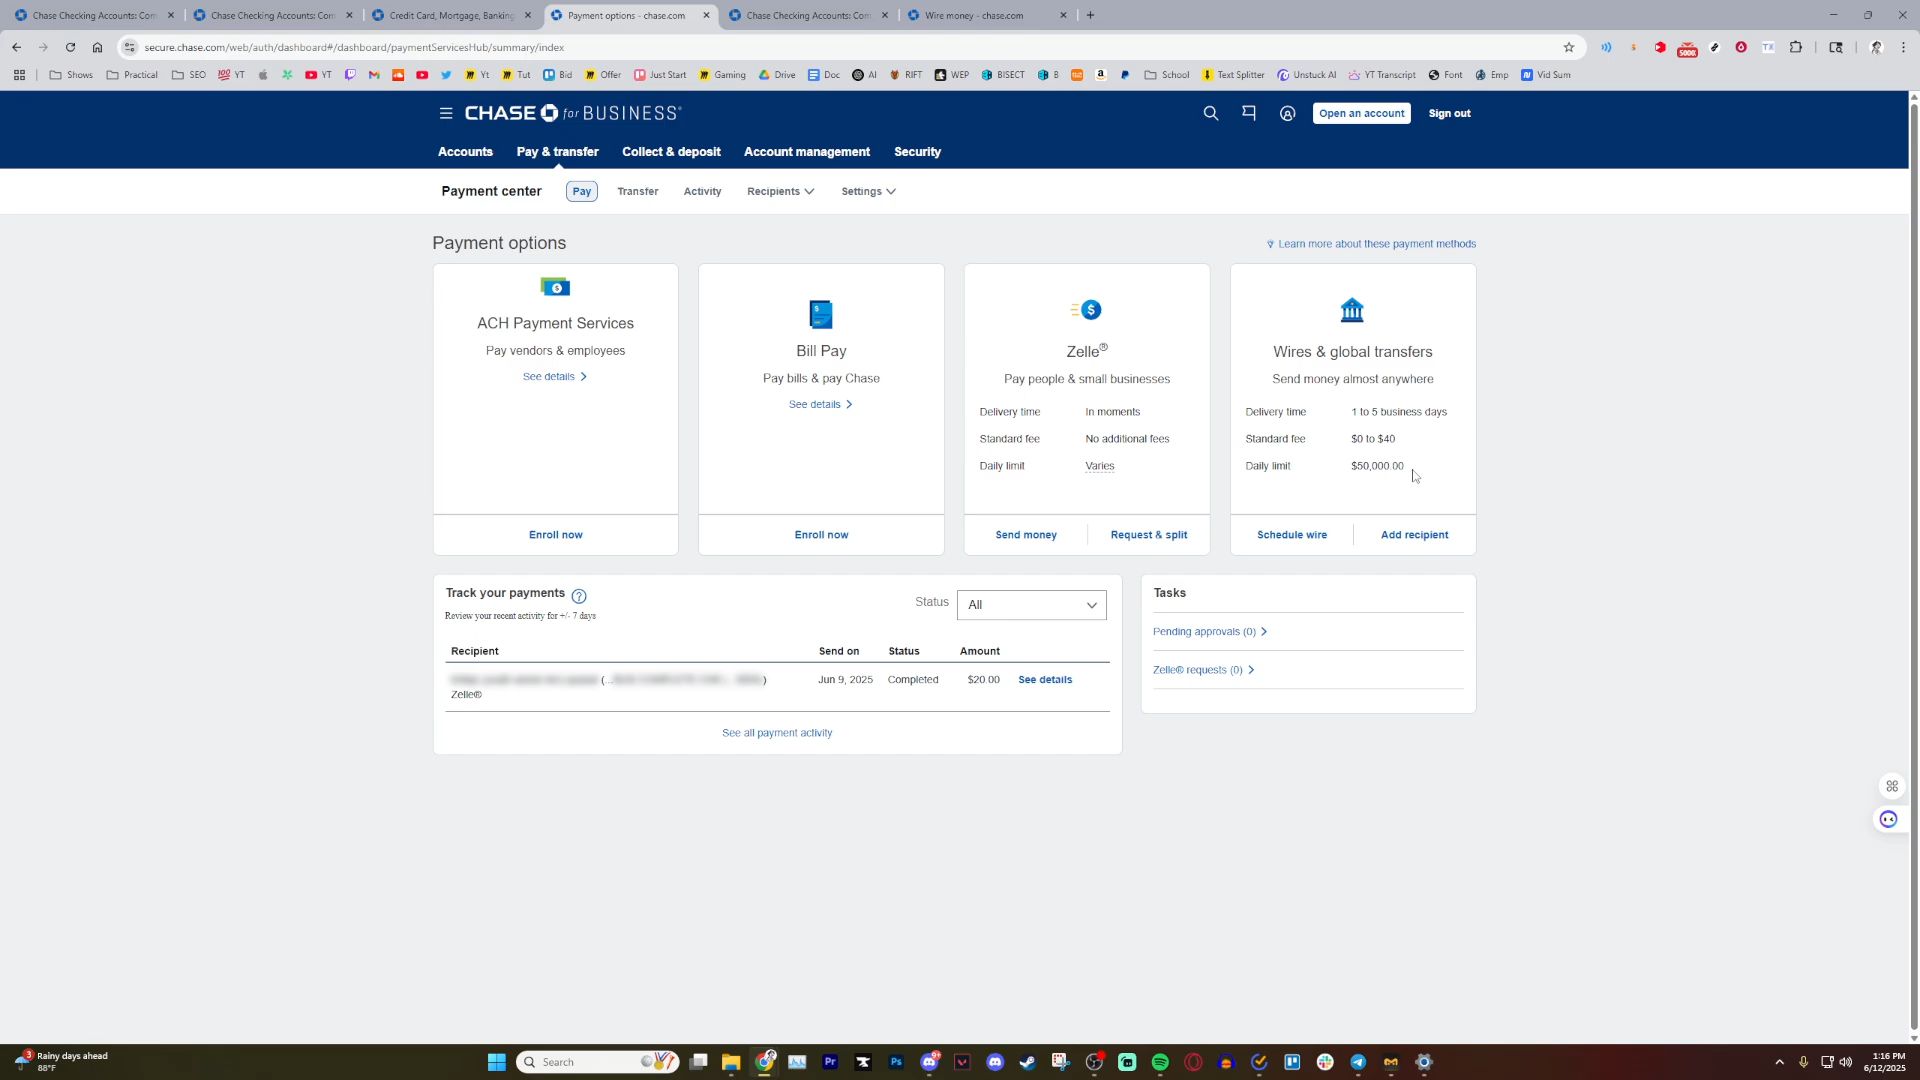 Chase Checking Accounts: Com
Chase Checking Accounts: Com
Credit Card, Mortgage, Banking
Payment options - chase.com
Chase Checking Accounts: Com
Wire money - chase.com
secure.chase.com/web/auth/dashboard#/dashboard/paymentServicesHub/summary/index
Shows
Practical
SEO
YT
YT
Yt
Tut
Bid
Offer
Just Start
Gaming
Drive
Doc
AI
RIFT
WEP
BISECT
B
School
Text Splitter
Unstuck AI
YT Transcript
Font
Emp
Vid Sum
CHASE for BUSINESS®
Open an account
Sign out
Accounts
Pay & transfer
Collect & deposit
Account management
Security
Payment center
Pay
Transfer
Activity
Recipients
Settings
Payment options
Learn more about these payment methods
ACH Payment Services
Pay vendors & employees
See details
Enroll now
Bill Pay
Pay bills & pay Chase
See details
Enroll now
Zelle®
Pay people & small businesses
Delivery time In moments
Standard fee No additional fees
Daily limit Varies
Send money
Request & split
Wires & global transfers
Send money almost anywhere
Delivery time 1 to 5 business days
Standard fee $0 to $40
Daily limit $50,000.00
Schedule wire
Add recipient
Track your payments
Review your recent activity for +/- 7 days
Status
All
Recipient Send on Status Amount
Jun 9, 2025 Completed $20.00 See details
Zelle®
See all payment activity
Tasks
Pending approvals (0)
Zelle® requests (0)
Rainy days ahead
88°F
Search
1:16 PM
6/12/2025